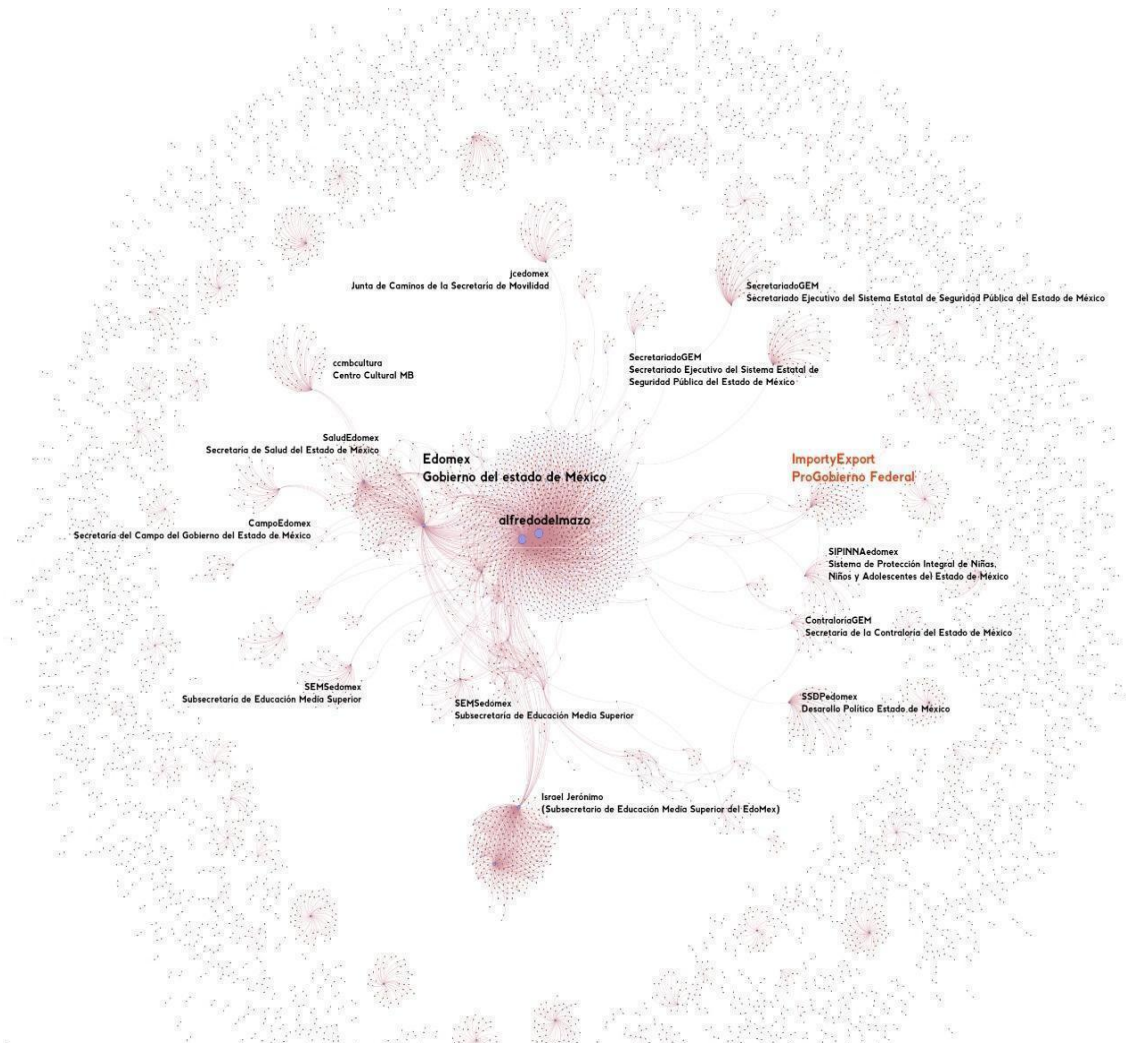 jcedomex
Junta de Caminos de la Secretaría de Movilidad
SecretariadoGEM
Secretariado Ejecutivo del Sistema Estatal de Seguridad Pública del Estado de México
ccmbcultura
Centro Cultural MB
SecretariadoGEM
Secretariado Ejecutivo del Sistema Estatal de
Seguridad Pública del Estado de México
SaludEdomex
Secretaría de Salud del Estado de México
Edomex
Gobierno del estado de México
ImportyExport
ProGobierno Federal
alfredodelmazo
CampoEdomex
Secretaría del Campo del Gobierno del Estado de México
SIPINNAedomex
Sistema de Protección Integral de Niñas,
Niños y Adolescentes del Estado de México
ContraloriaGEM
Secretaría de la Contraloría del Estado de México
SEMSedomex
Subsecretaría de Educación Media Superior
SEMSedomex
Subsecretaría de Educación Media Superior
SSDPedomex
Desarollo Político Estado de México
Israel Jerónimo
(Subsecretario de Educación Media Superior del EdoMex)